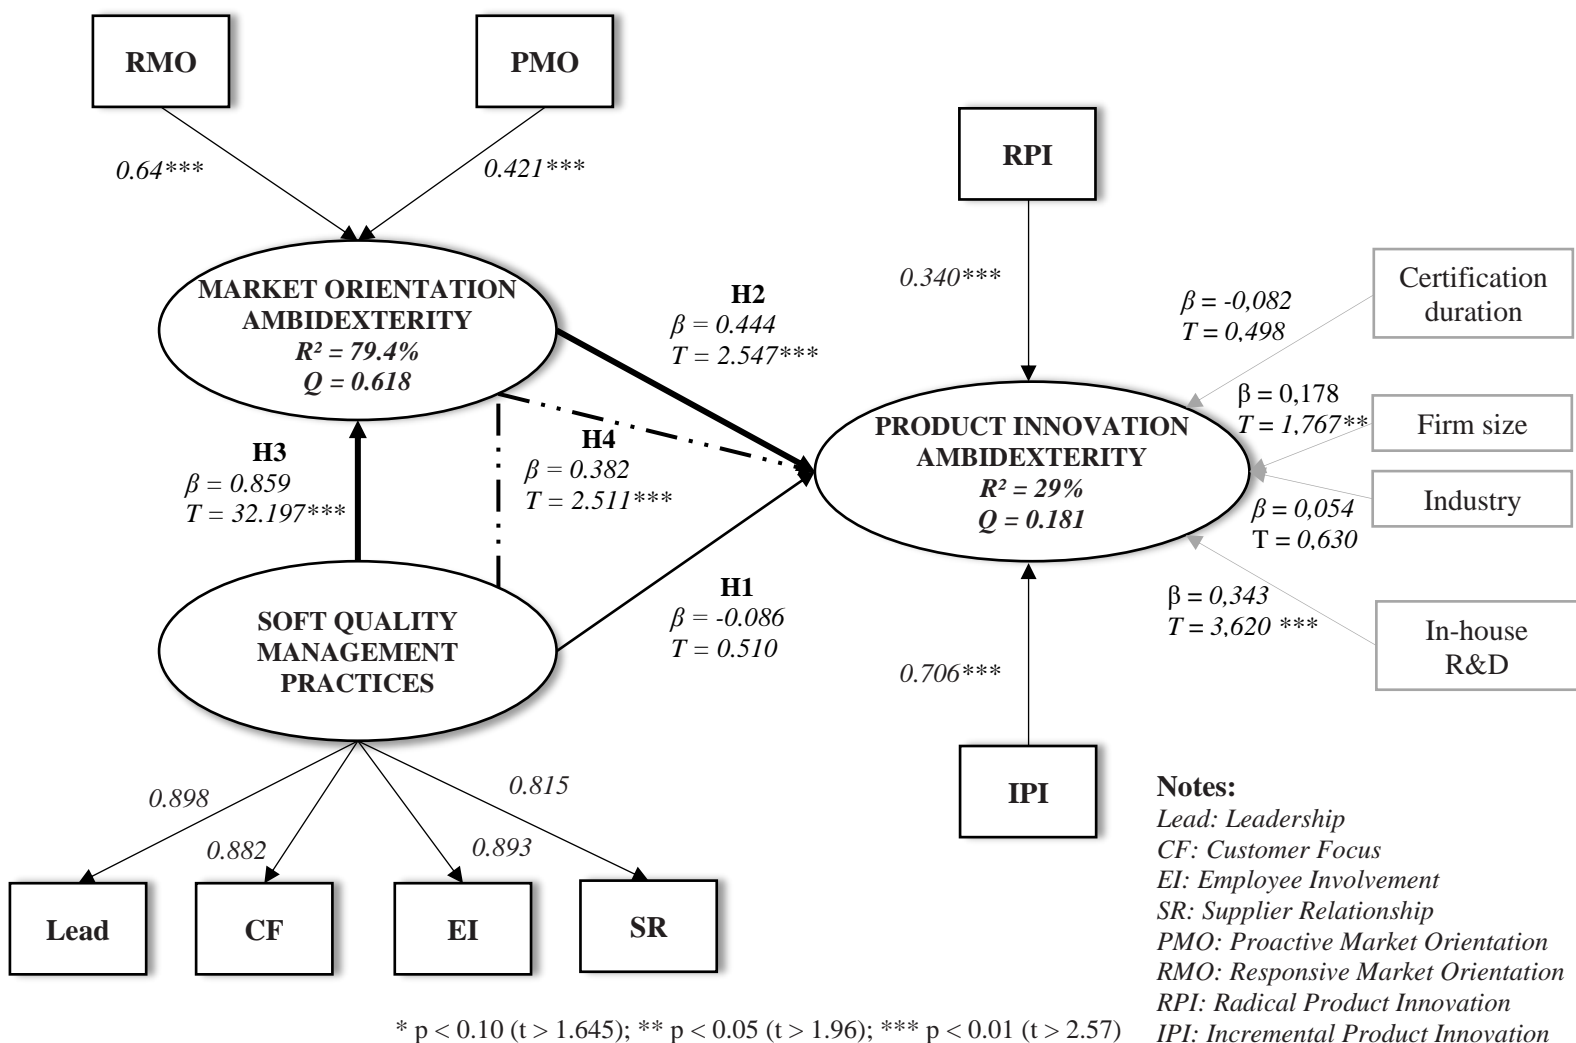 RMO
PMO
0.64***
0.421***
RPI
0.340***
MARKET ORIENTATION
AMBIDEXTERITY
R² = 79.4%
Q = 0.618
H2
β = 0.444
T = 2.547***
Certification
duration
β = -0,082
T = 0,498
β = 0,178
T = 1,767**
Firm size
PRODUCT INNOVATION
AMBIDEXTERITY
R² = 29%
Q = 0.181
H3
β = 0.859
T = 32.197***
H4
β = 0.382
T = 2.511***
Industry
β = 0,054
T = 0,630
SOFT QUALITY
MANAGEMENT
PRACTICES
H1
β = -0.086
T = 0.510
β = 0,343
T = 3,620 ***
In-house
R&D
0.706***
IPI
0.898
0.882
0.893
0.815
Lead
CF
EI
SR
Notes:
Lead: Leadership
CF: Customer Focus
EI: Employee Involvement
SR: Supplier Relationship
PMO: Proactive Market Orientation
RMO: Responsive Market Orientation
RPI: Radical Product Innovation
IPI: Incremental Product Innovation
* p < 0.10 (t > 1.645); ** p < 0.05 (t > 1.96); *** p < 0.01 (t > 2.57)